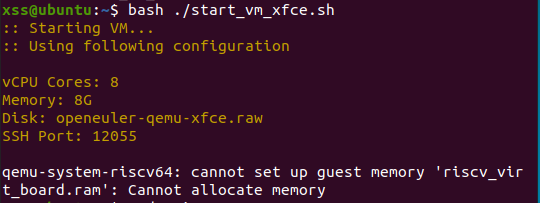 xss@ubuntu:~$ bash ./start_vm_xfce.sh
:: Starting VM...
:: Using following configuration
vCPU Cores: 8
Memory: 8G
Disk: openeuler-qemu-xfce.raw
SSH Port: 12055
qemu-system-riscv64: cannot set up guest memory 'riscv_vir
t_board.ram': Cannot allocate memory